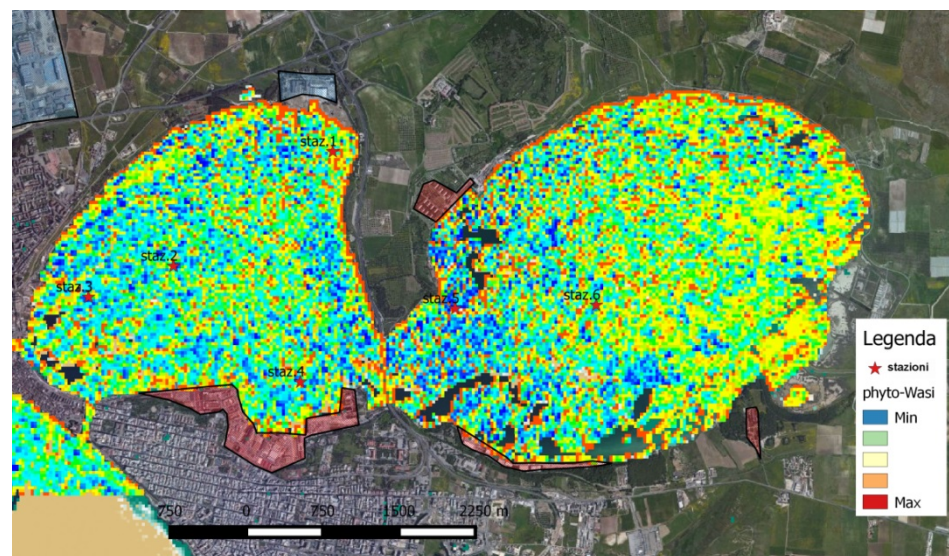 staz.1
staz.2
staz.3
staz.5
staz.6
staz.4
Legenda
stazioni
phyto-Wasi
Min
Max
750 0 750 1500 2250 m